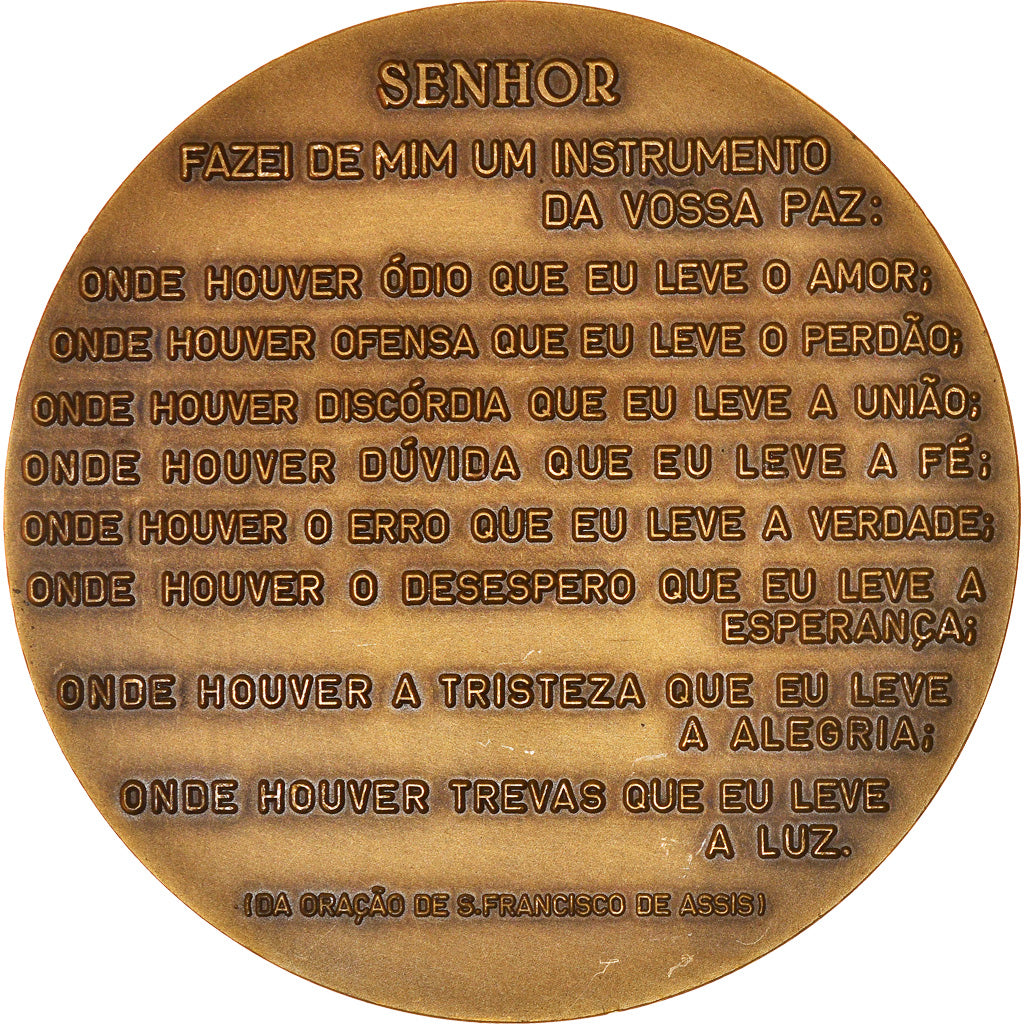 SENHOR
FAZEI DE MIM UM INSTRUMENTO
DA VOSSA PAZ:
ONDE HOUVER ÓDIO QUE EU LEVE O AMOR;
ONDE HOUVER OFENSA QUE EU LEVE O PERDÃO;
ONDE HOUVER DISCÓRDIA QUE EU LEVE A UNIÃO;
ONDE HOUVER DÚVIDA QUE EU LEVE A FÉ;
ONDE HOUVER O ERRO QUE EU LEVE A VERDADE;
ONDE HOUVER O DESESPERO QUE EU LEVE A
ESPERANÇA;
ONDE HOUVER A TRISTEZA QUE EU LEVE
A ALEGRIA;
ONDE HOUVER TREVAS QUE EU LEVE
A LUZ.
(DA ORAÇÃO DE S.FRANCISCO DE ASSIS)